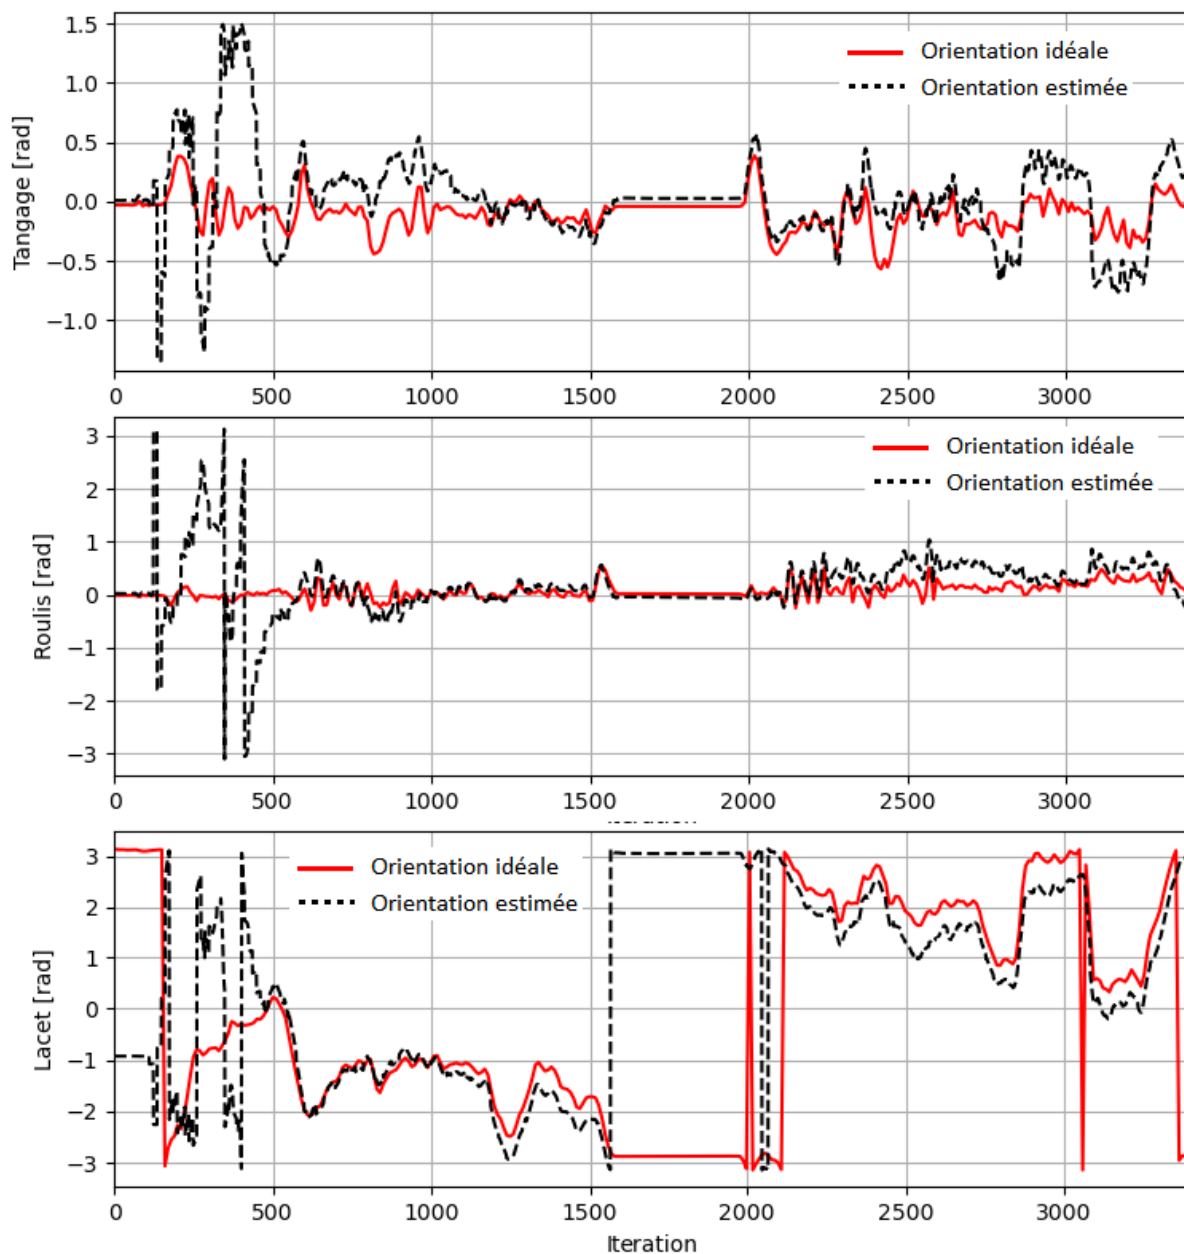 1.5
1.0
0.5
0.0
−0.5
−1.0
Tangage [rad]
Orientation idéale
Orientation estimée
0 500 1000 1500 2000 2500 3000
3
2
1
0
−1
−2
−3
Roulis [rad]
Orientation idéale
Orientation estimée
0 500 1000 1500 2000 2500 3000
3
2
1
0
−1
−2
−3
Lacet [rad]
Orientation idéale
Orientation estimée
0 500 1000 1500 2000 2500 3000
Iteration